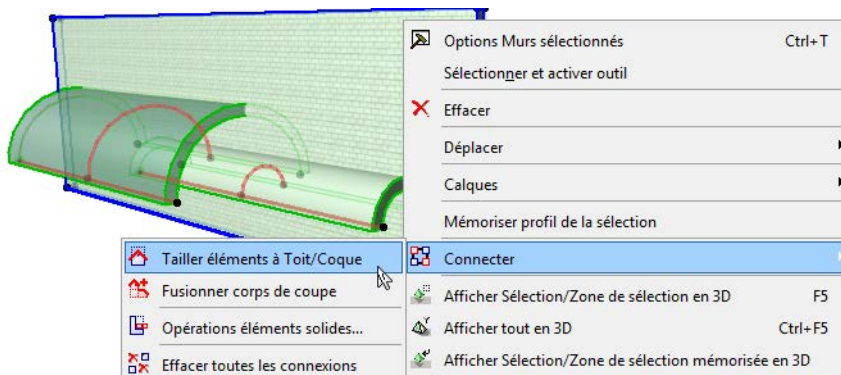 Options Murs sélectionnés Ctrl+T
Sélectionner et activer outil
Effacer
Déplacer
Calques
Mémoriser profil de la sélection
Connecter
Afficher Sélection/Zone de sélection en 3D F5
Afficher tout en 3D Ctrl+F5
Afficher Sélection/Zone de sélection mémorisée en 3D
Tailler éléments à Toit/Coque
Fusionner corps de coupe
Opérations éléments solides...
Effacer toutes les connexions